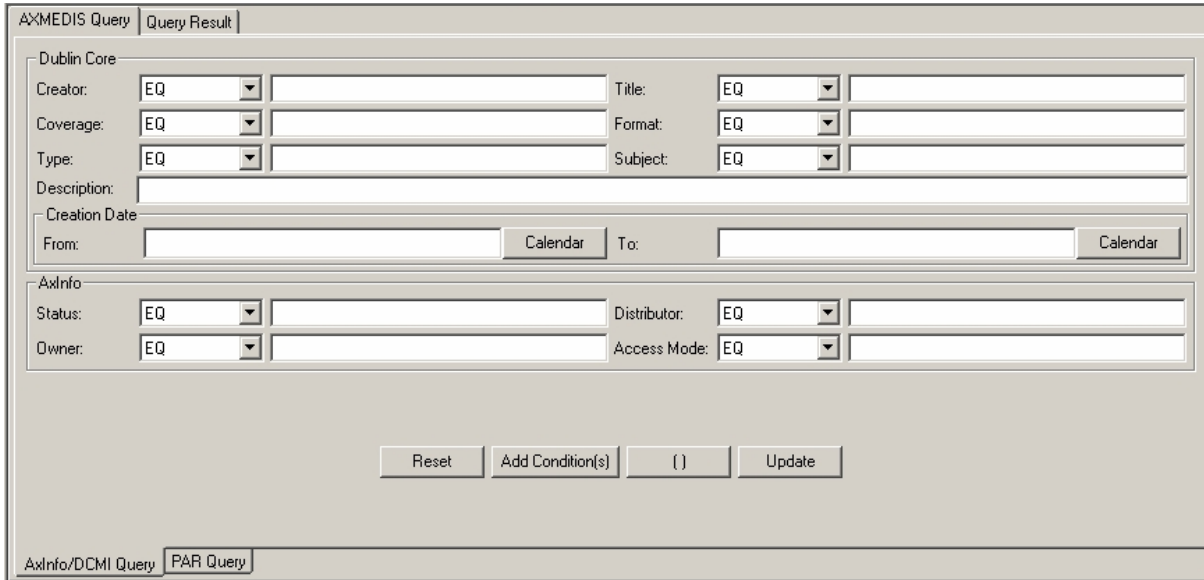 AXMEDIS Query Query Result
Dublin Core
Creator: EQ Title: EQ
Coverage: EQ Format: EQ
Type: EQ Subject: EQ
Description:
Creation Date
From: Calendar To: Calendar
AxInfo
Status: EQ Distributor: EQ
Owner: EQ Access Mode: EQ
Reset Add Condition(s) ( ) Update
AxInfo/DCMI Query PAR Query